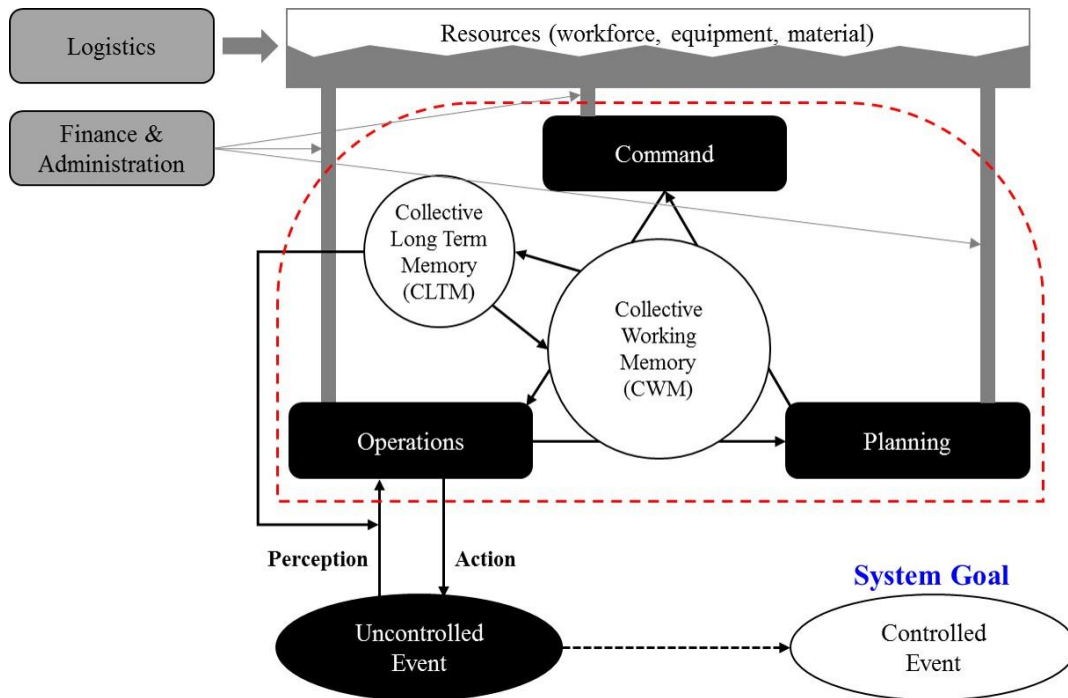 Logistics
Resources (workforce, equipment, material)
Finance &
Administration
Command
Collective
Long Term
Memory
(CLTM)
Collective
Working
Memory
(CWM)
Operations
Planning
Perception
Action
System Goal
Uncontrolled
Event
Controlled
Event